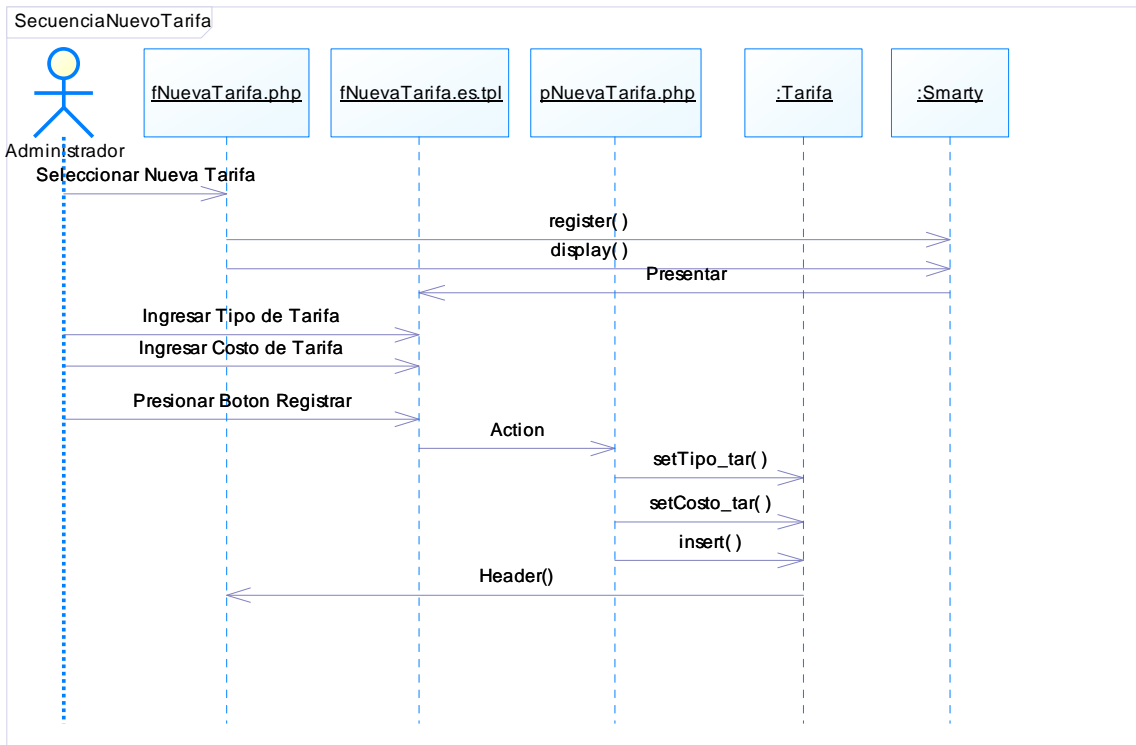 SecuenciaNuevoTarifa
fNuevaTarifa.php
fNuevaTarifa.es.tpl
pNuevaTarifa.php
:Tarifa
:Smarty
Administrador
Seleccionar Nueva Tarifa
register( )
display( )
Presentar
Ingresar Tipo de Tarifa
Ingresar Costo de Tarifa
Presionar Boton Registrar
Action
setTipo_tar( )
setCosto_tar( )
insert( )
Header()